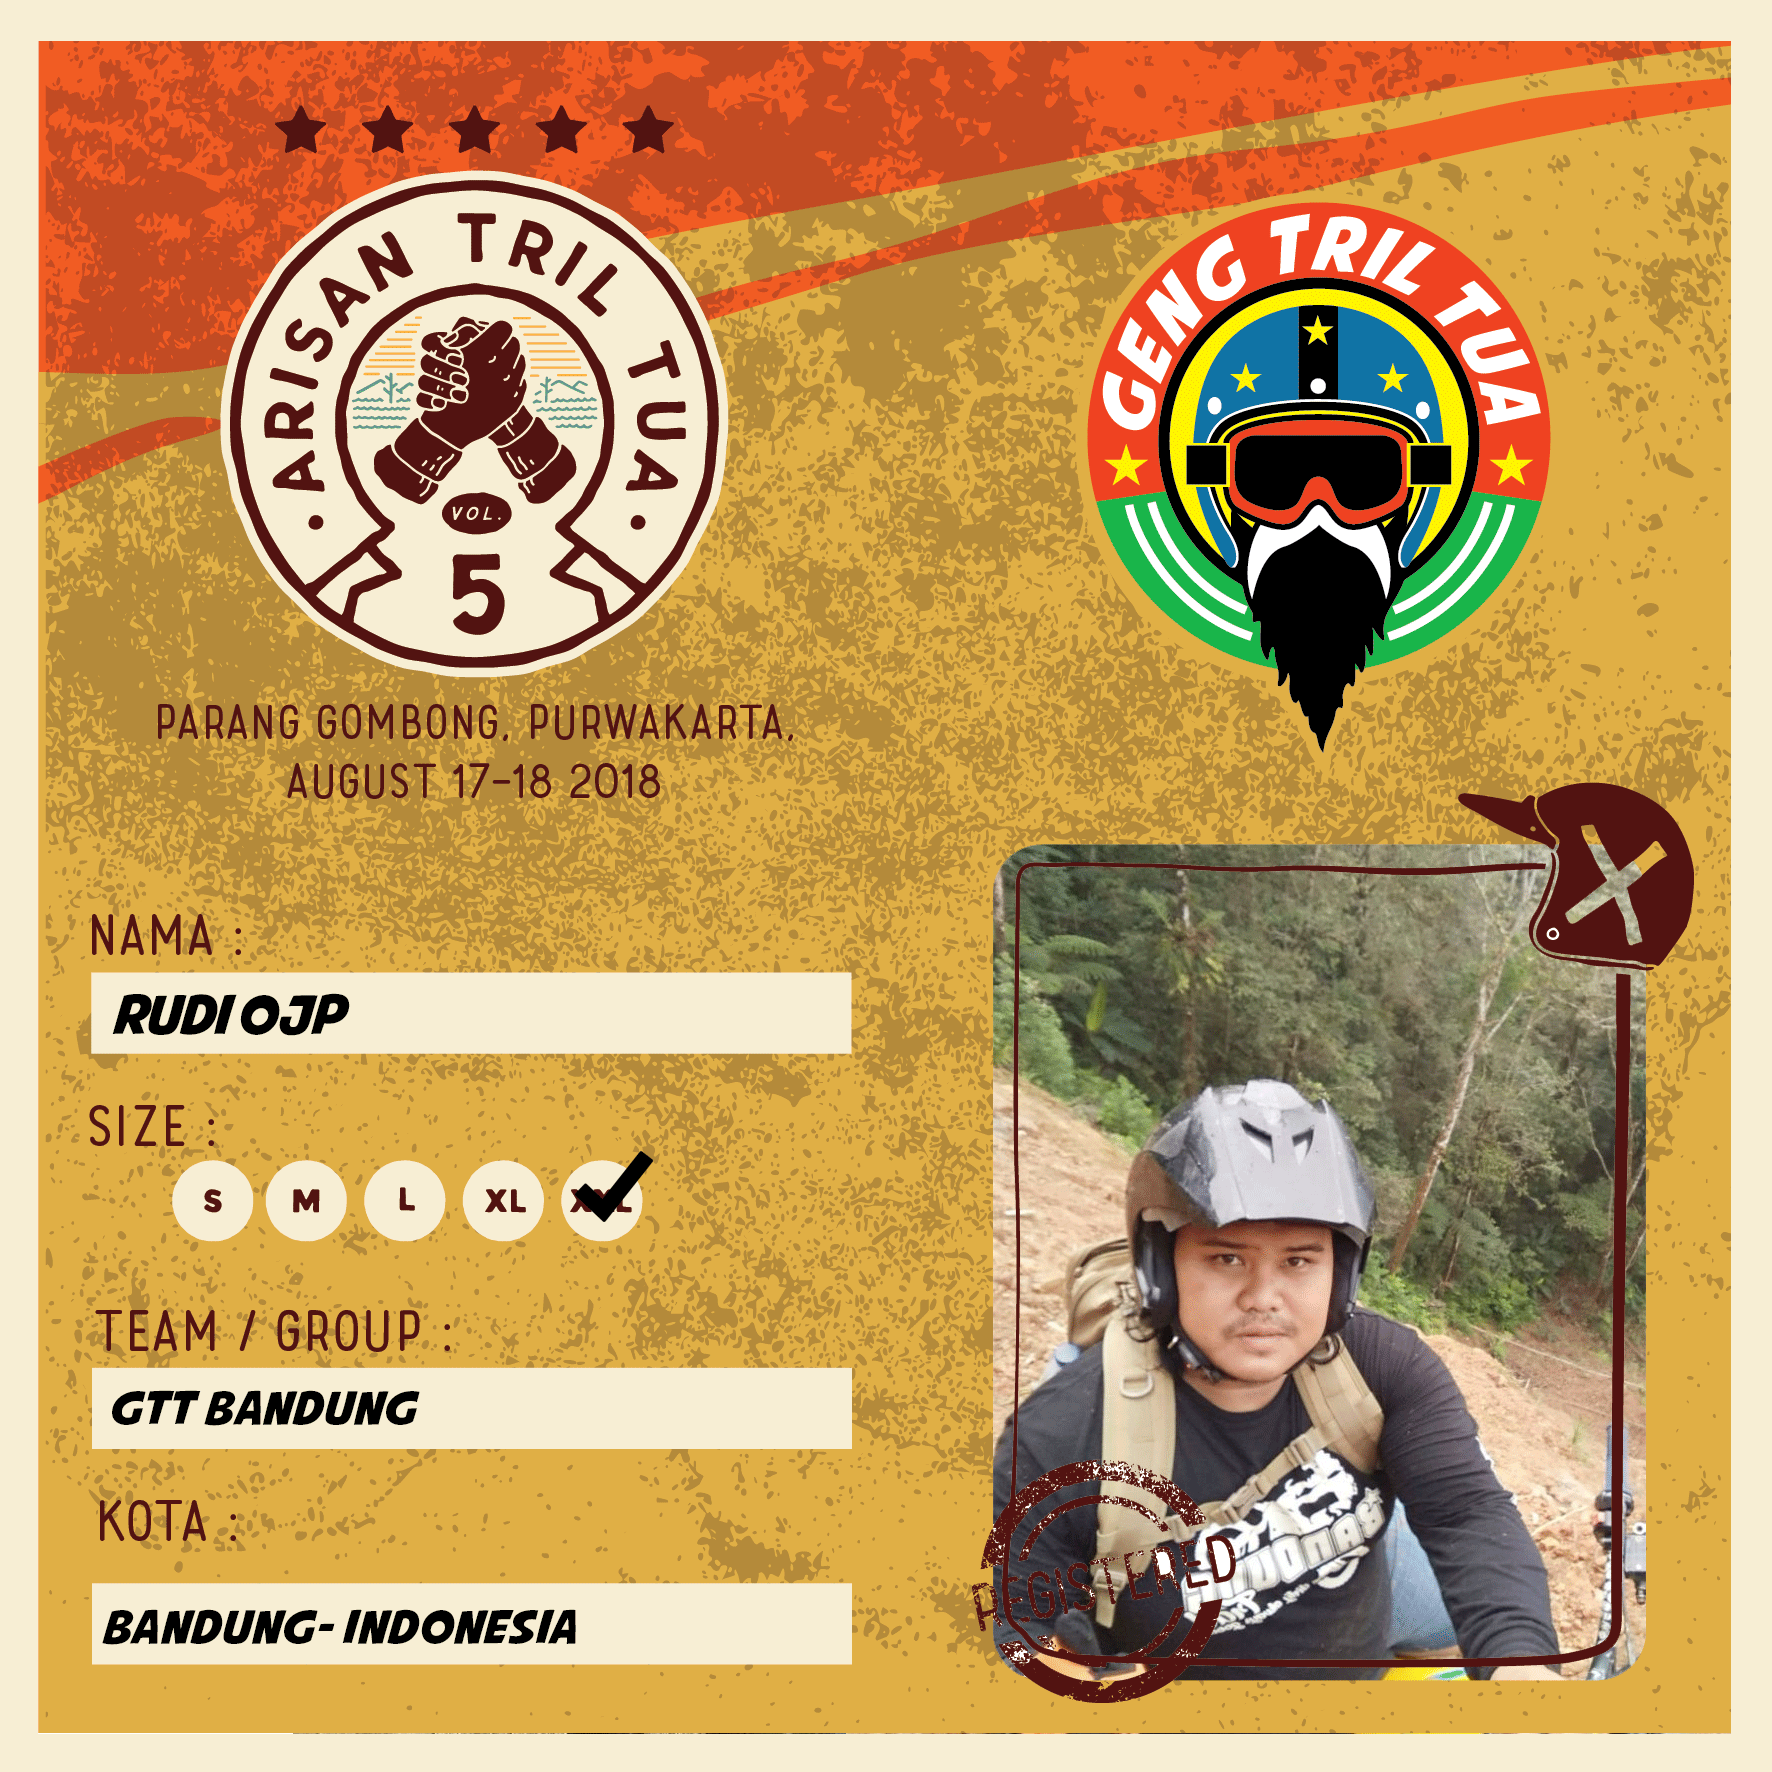 ARISAN TRIL TUA
VOL.
5
GENG TRIL TUA
PARANG GOMBONG, PURWAKARTA,
AUGUST 17-18 2018
NAMA :
RUDI OJP
SIZE :
S M L XL XXL
TEAM / GROUP :
GTT BANDUNG
KOTA :
BANDUNG- INDONESIA
REGISTERED